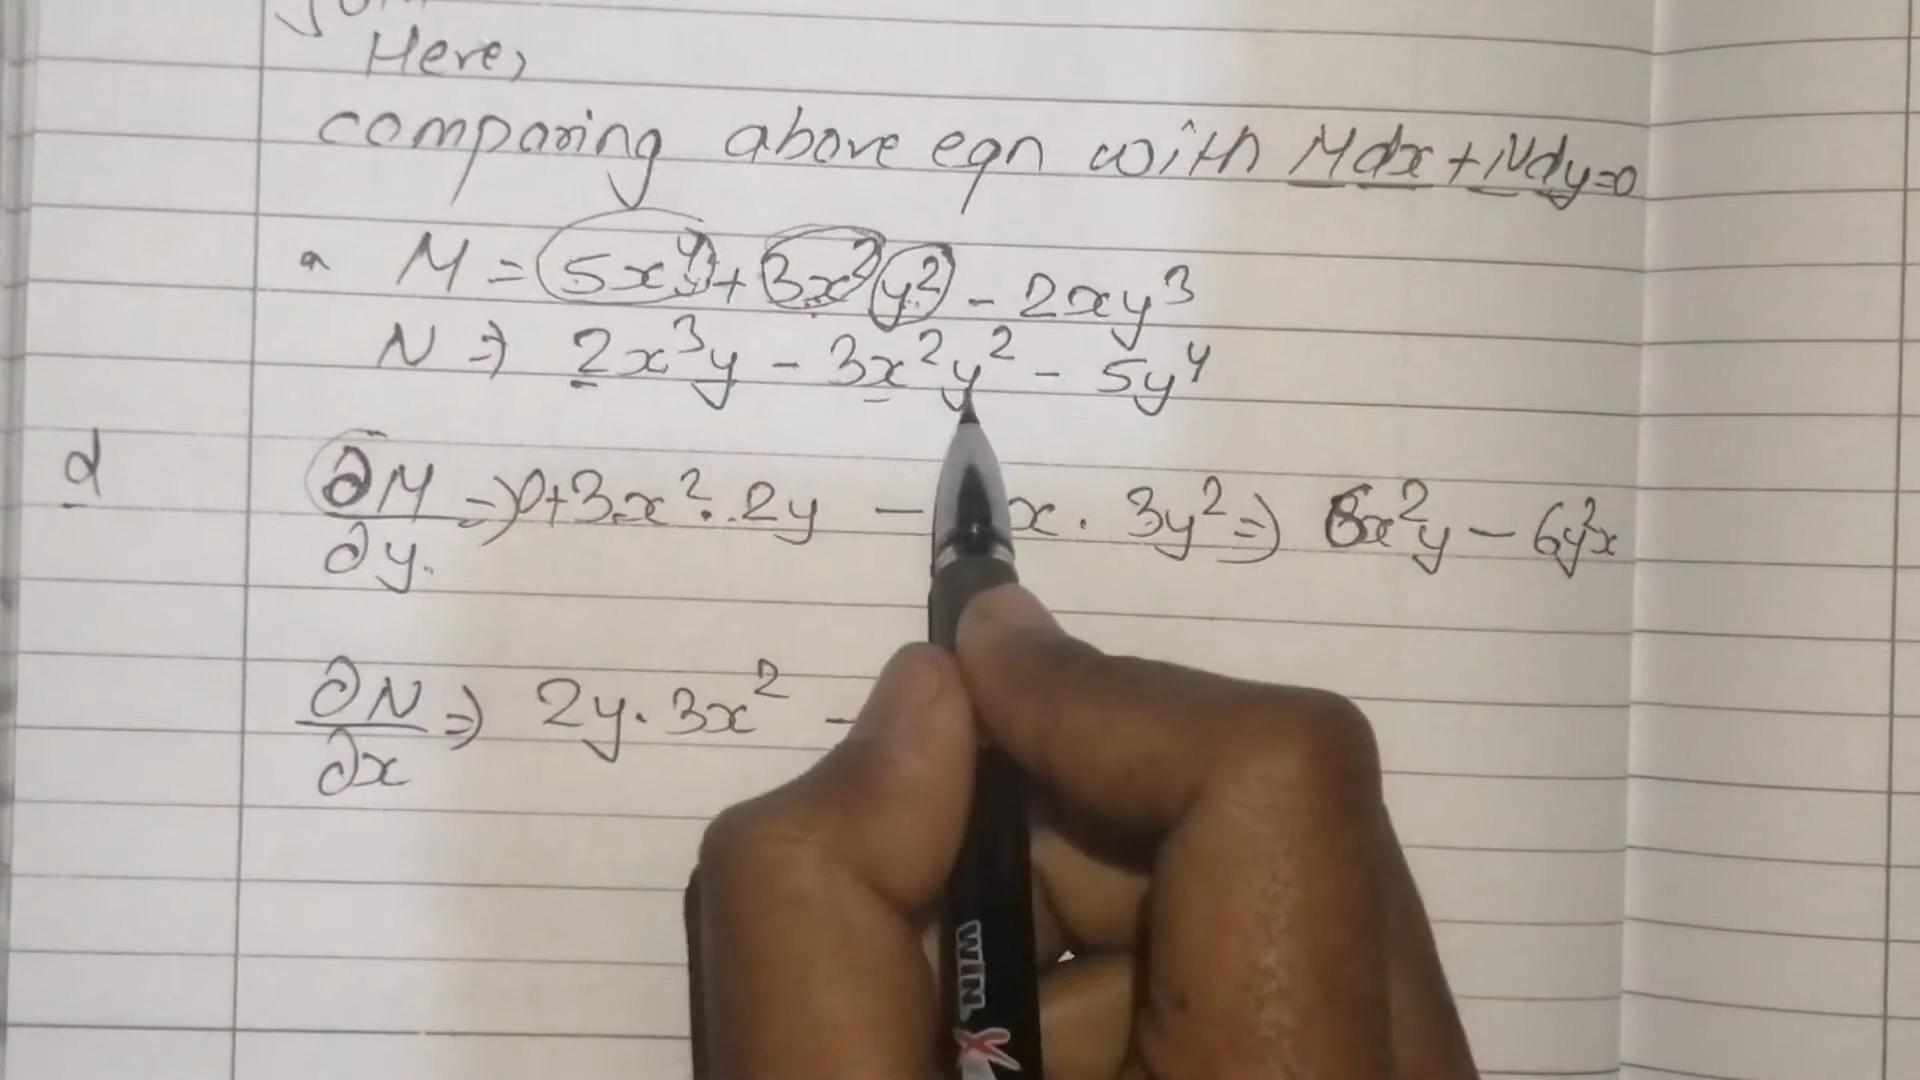 Here,
comparing above eqn with Mdx+Ndy=0
M = 5x⁴ + 3x²y² - 2xy³
N ⇒ 2x³y - 3x²y² - 5y⁴
d
∂M/∂y. ⇒ 0+3x².2y - x. 3y² ⇒ 6x²y - 6y²x
∂N/∂x ⇒ 2y.3x² -
WIN